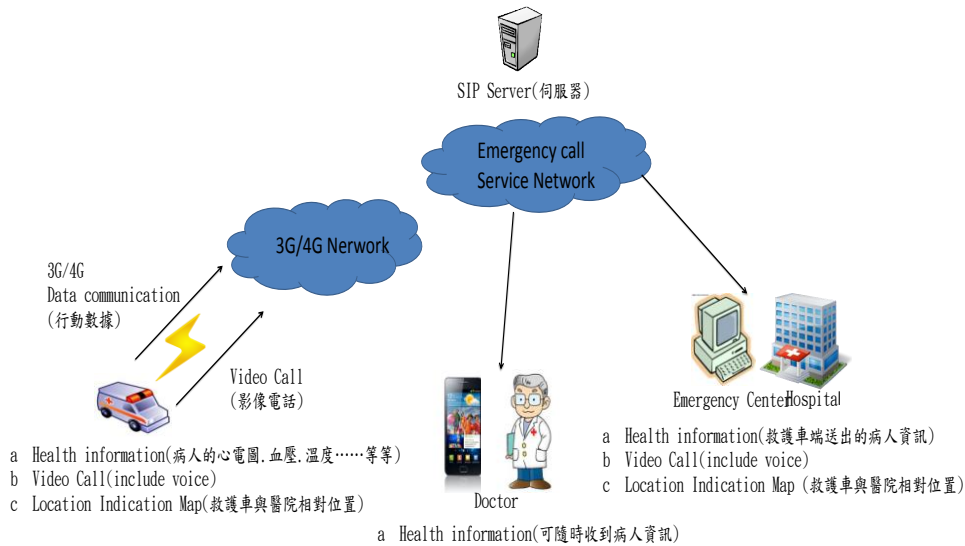 SIP Server(伺服器)
Emergency call
Service Network
3G/4G Nerwork
3G/4G
Data communication
(行動數據)
Video Call
(影像電話)
a Health information(病人的心電圖.血壓.溫度……等等)
b Video Call(include voice)
c Location Indication Map(救護車與醫院相對位置)
Doctor
a Health information(可隨時收到病人資訊)
Emergency Center
Hospital
a Health information(救護車端送出的病人資訊)
b Video Call(include voice)
c Location Indication Map (救護車與醫院相對位置)